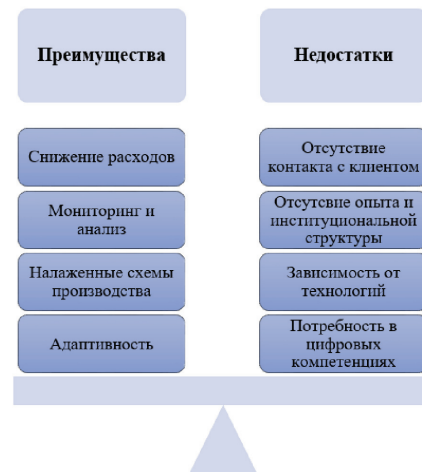 Преимущества
Снижение расходов
Мониторинг и
анализ
Налаженные схемы
производства
Адаптивность
Недостатки
Отсутствие
контакта с клиентом
Отсутсвие опыта и
институциональной
структуры
Зависимость от
технологий
Потребность в
цифровых
компетенциях